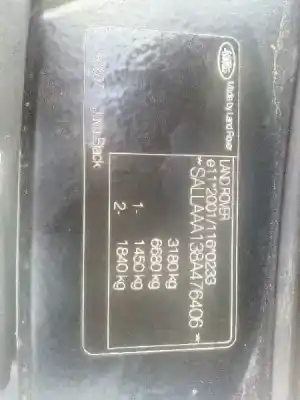 Made by Land Rover
LAND ROVER
e11*2001/116*0233
*SALLAAA138A476406*
3180 kg
6680 kg
1- 1450 kg
2- 1840 kg
Java Black